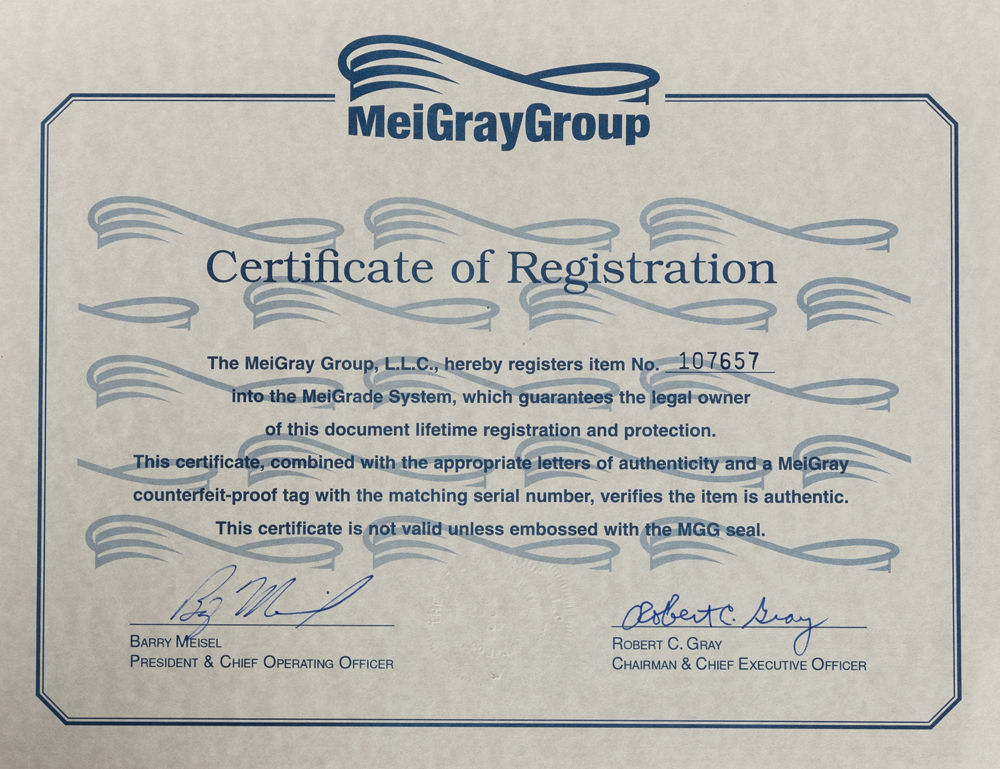 MeiGrayGroup
Certificate of Registration
The MeiGray Group, L.L.C., hereby registers item No. 107657
into the MeiGrade System, which guarantees the legal owner
of this document lifetime registration and protection.
This certificate, combined with the appropriate letters of authenticity and a MeiGray
counterfeit-proof tag with the matching serial number, verifies the item is authentic.
This certificate is not valid unless embossed with the MGG seal.
Robert C. Gray
BARRY MEISEL
PRESIDENT & CHIEF OPERATING OFFICER
ROBERT C. GRAY
CHAIRMAN & CHIEF EXECUTIVE OFFICER